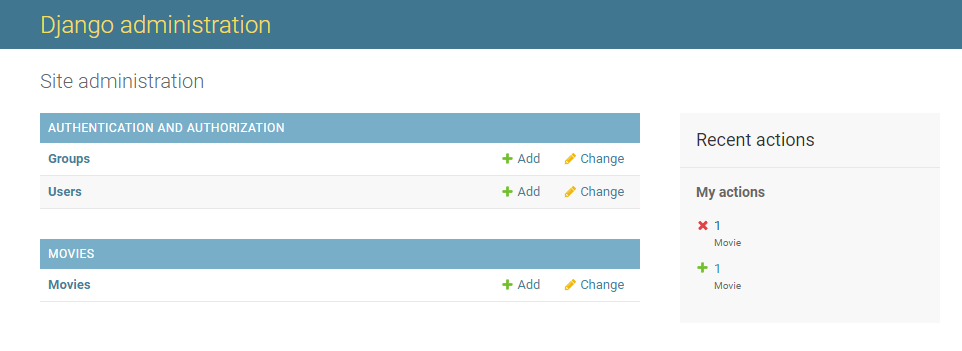 Django administration
Site administration
AUTHENTICATION AND AUTHORIZATION
Groups Add Change
Users Add Change
MOVIES
Movies Add Change
Recent actions
My actions
1
Movie
1
Movie